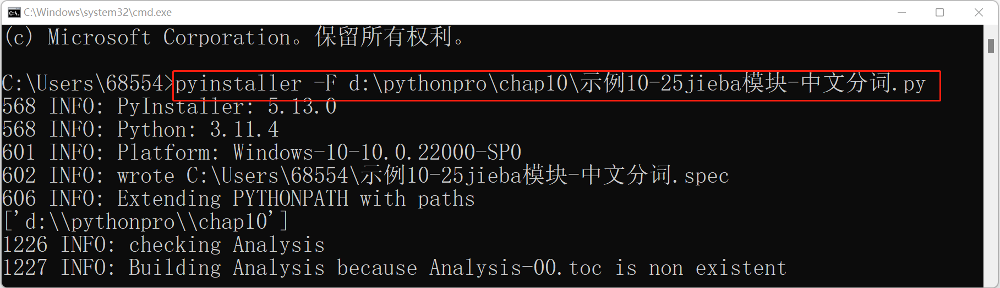 C:\Windows\system32\cmd.exe
(c) Microsoft Corporation。保留所有权利。
C:\Users\68554>pyinstaller -F d:\pythonpro\chap10\示例10-25jieba模块-中文分词.py
568 INFO: PyInstaller: 5.13.0
568 INFO: Python: 3.11.4
601 INFO: Platform: Windows-10-10.0.22000-SP0
602 INFO: wrote C:\Users\68554\示例10-25jieba模块-中文分词.spec
606 INFO: Extending PYTHONPATH with paths
['d:\\pythonpro\\chap10']
1226 INFO: checking Analysis
1227 INFO: Building Analysis because Analysis-00.toc is non existent